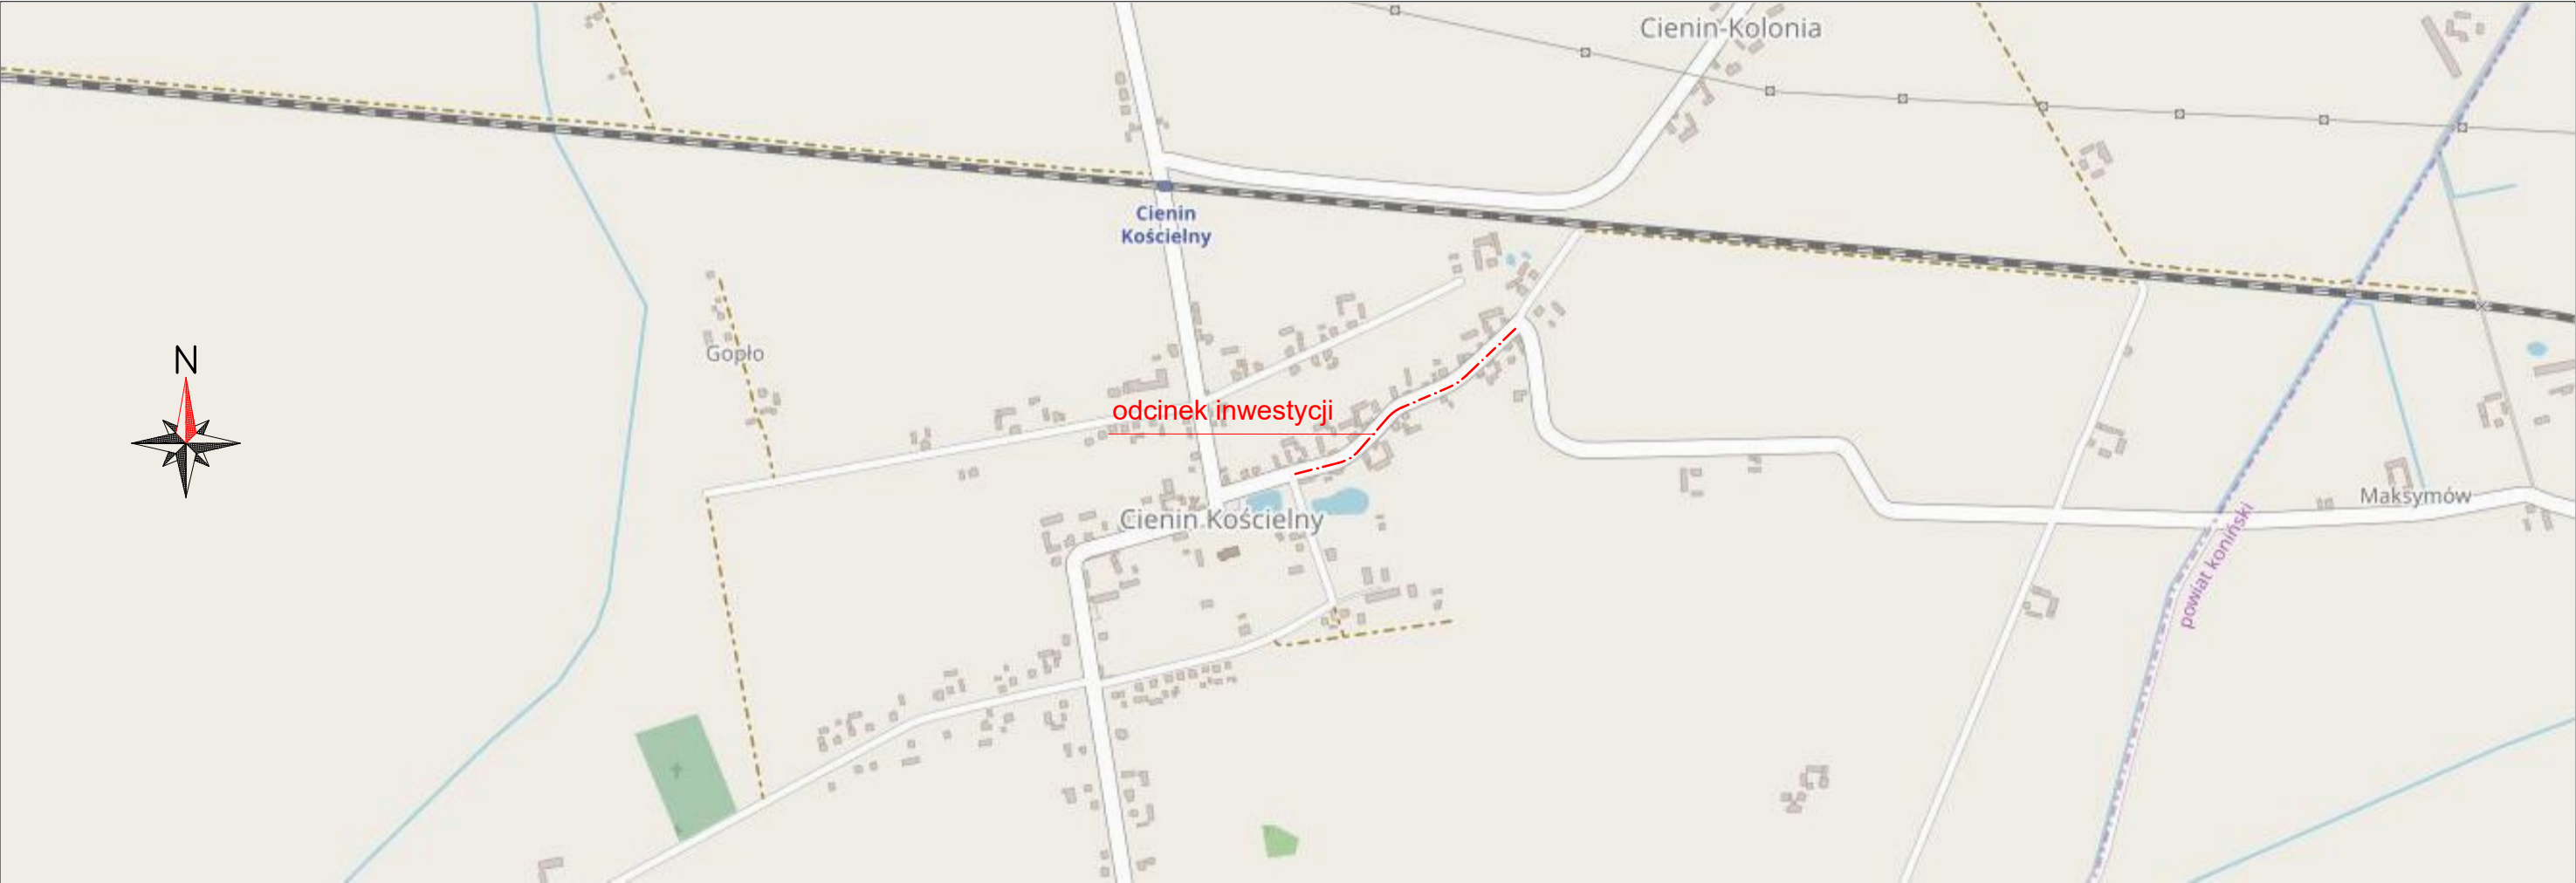 Cienin-Kolonia
Cienin
Kościelny
N
Gopło
odcinek inwestycji
Maksymów
Cienin Kościelny
powiat koniński